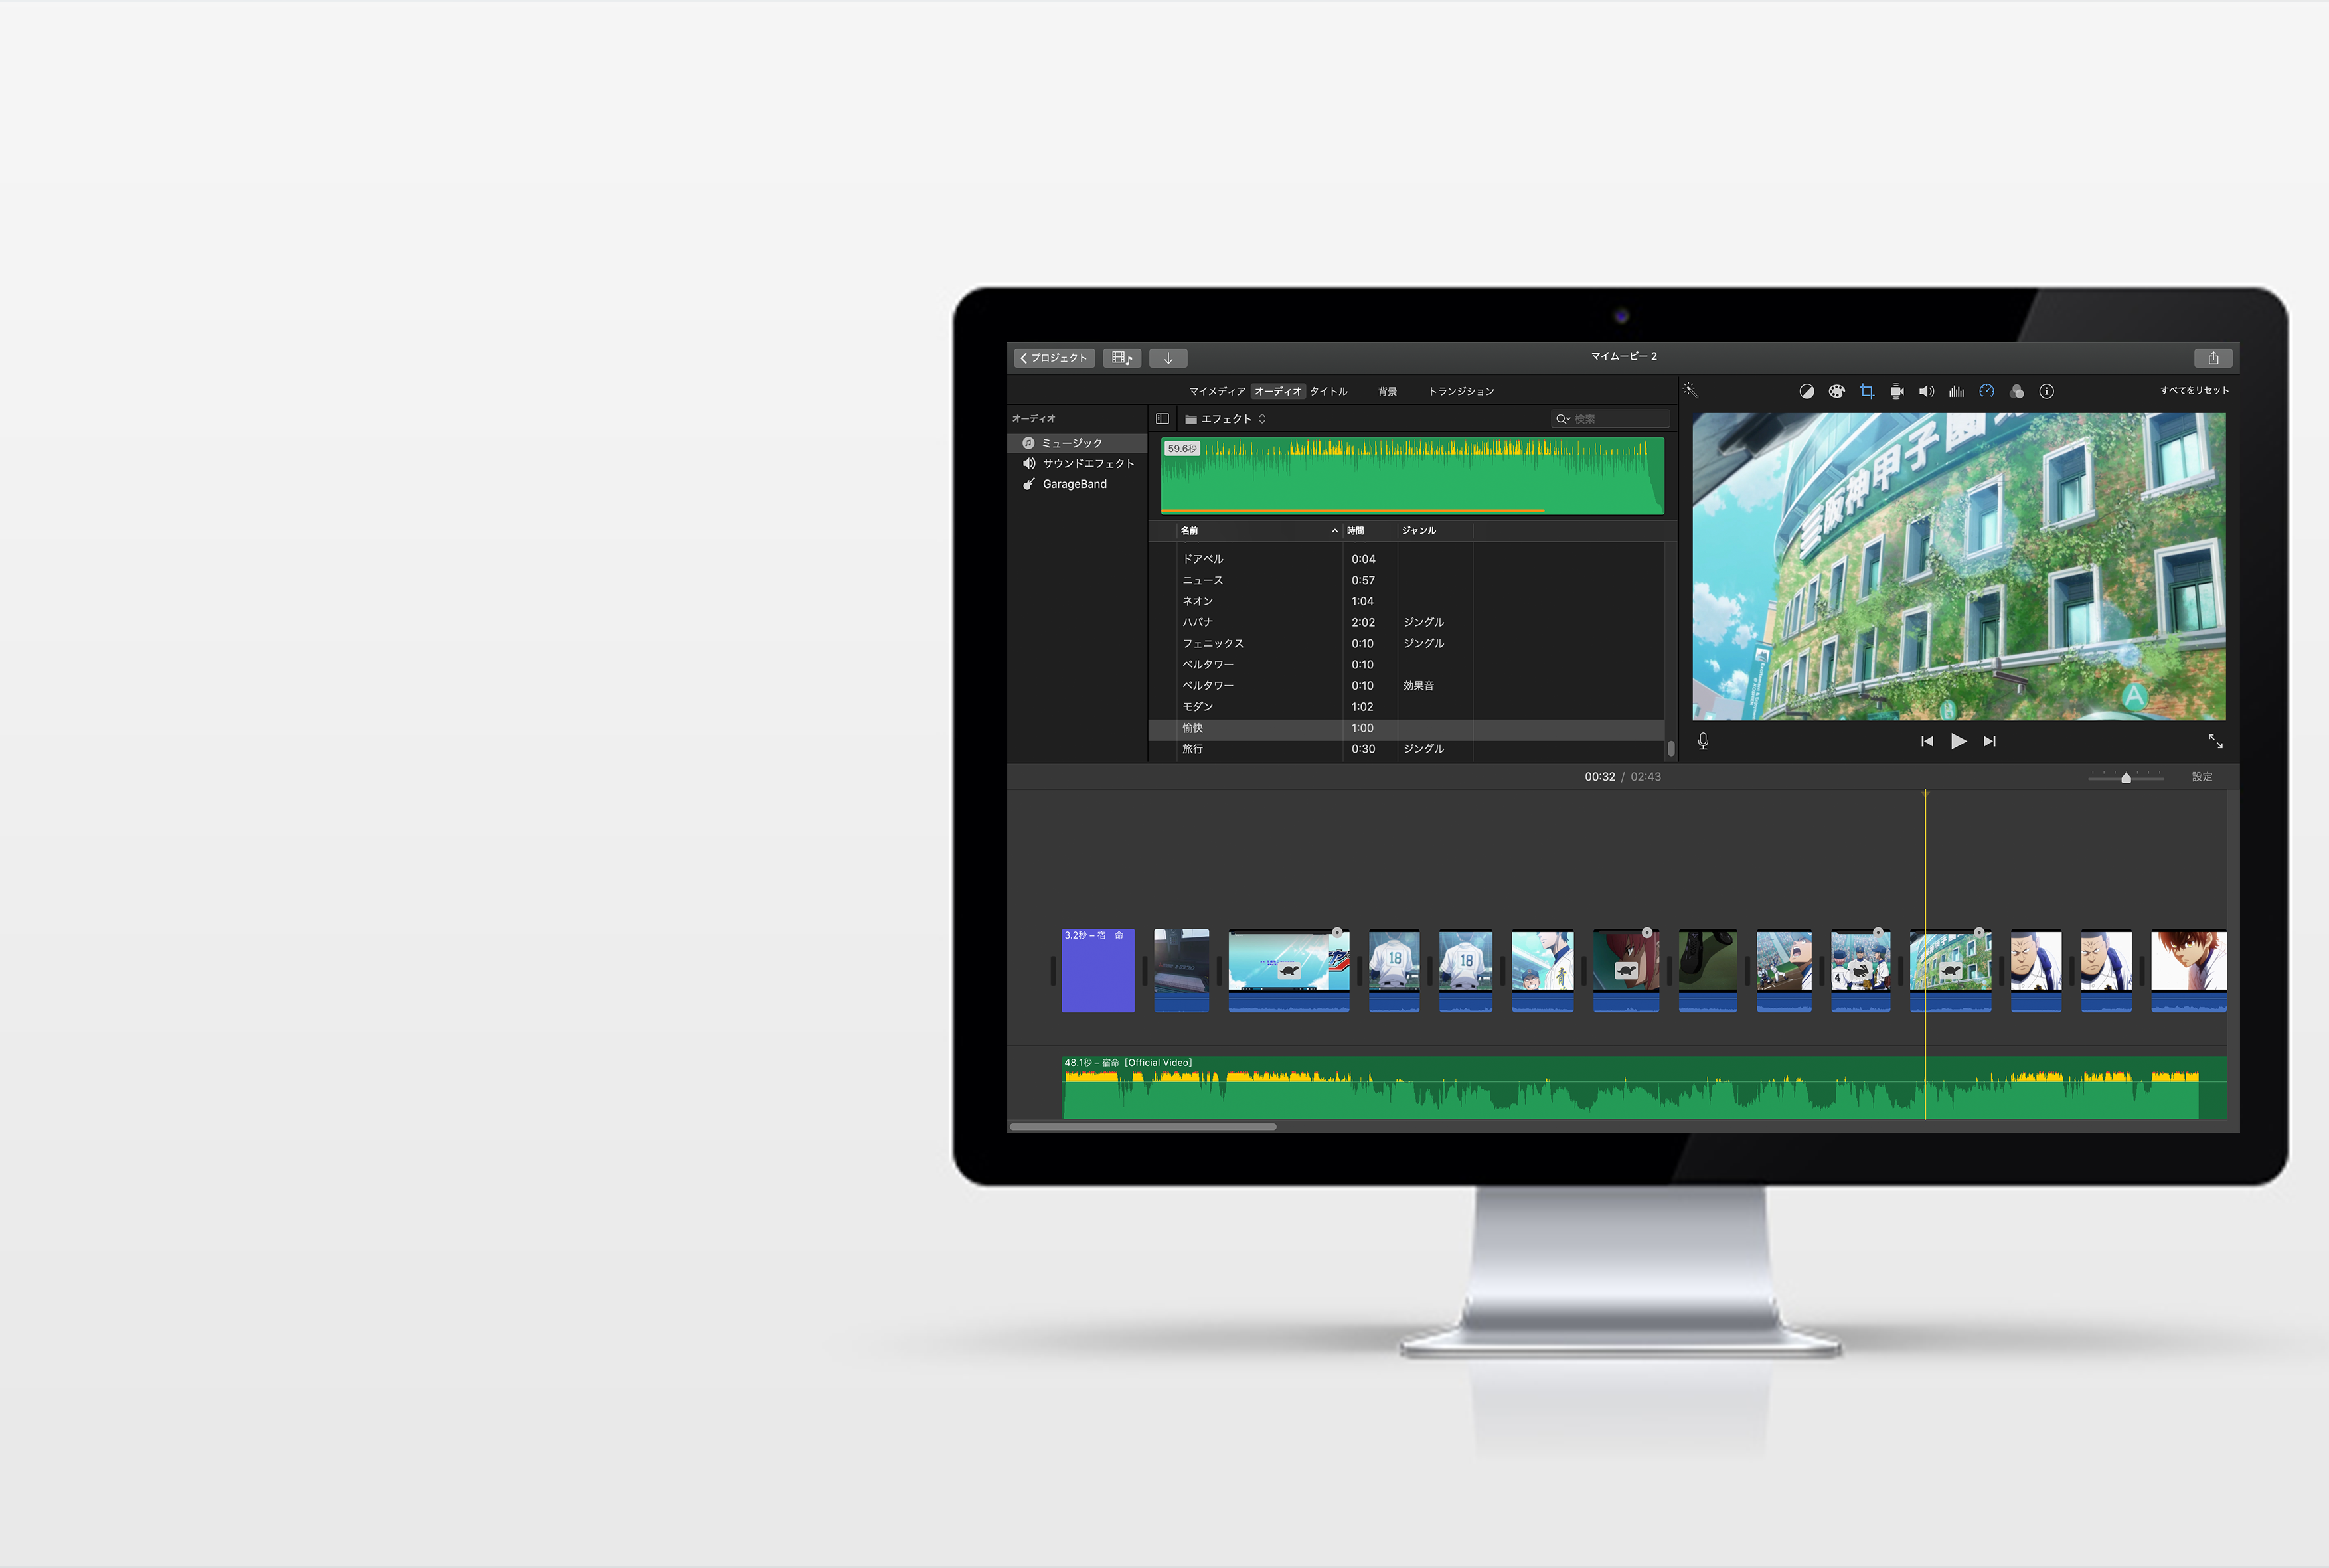 プロジェクト
マイムービー 2
マイメディア オーディオ タイトル 背景 トランジション
すべてをリセット
オーディオ
エフェクト
検索
ミュージック
サウンドエフェクト
GarageBand
59.6秒
名前 時間 ジャンル
ドアベル 0:04
ニュース 0:57
ネオン 1:04
ハバナ 2:02 ジングル
フェニックス 0:10 ジングル
ベルタワー 0:10
ベルタワー 0:10 効果音
モダン 1:02
愉快 1:00
旅行 0:30 ジングル
阪神甲子園
A
00:32 / 02:43
設定
3.2秒 – 宿 命
18
18
青
4
48.1秒 – 宿命［Official Video］